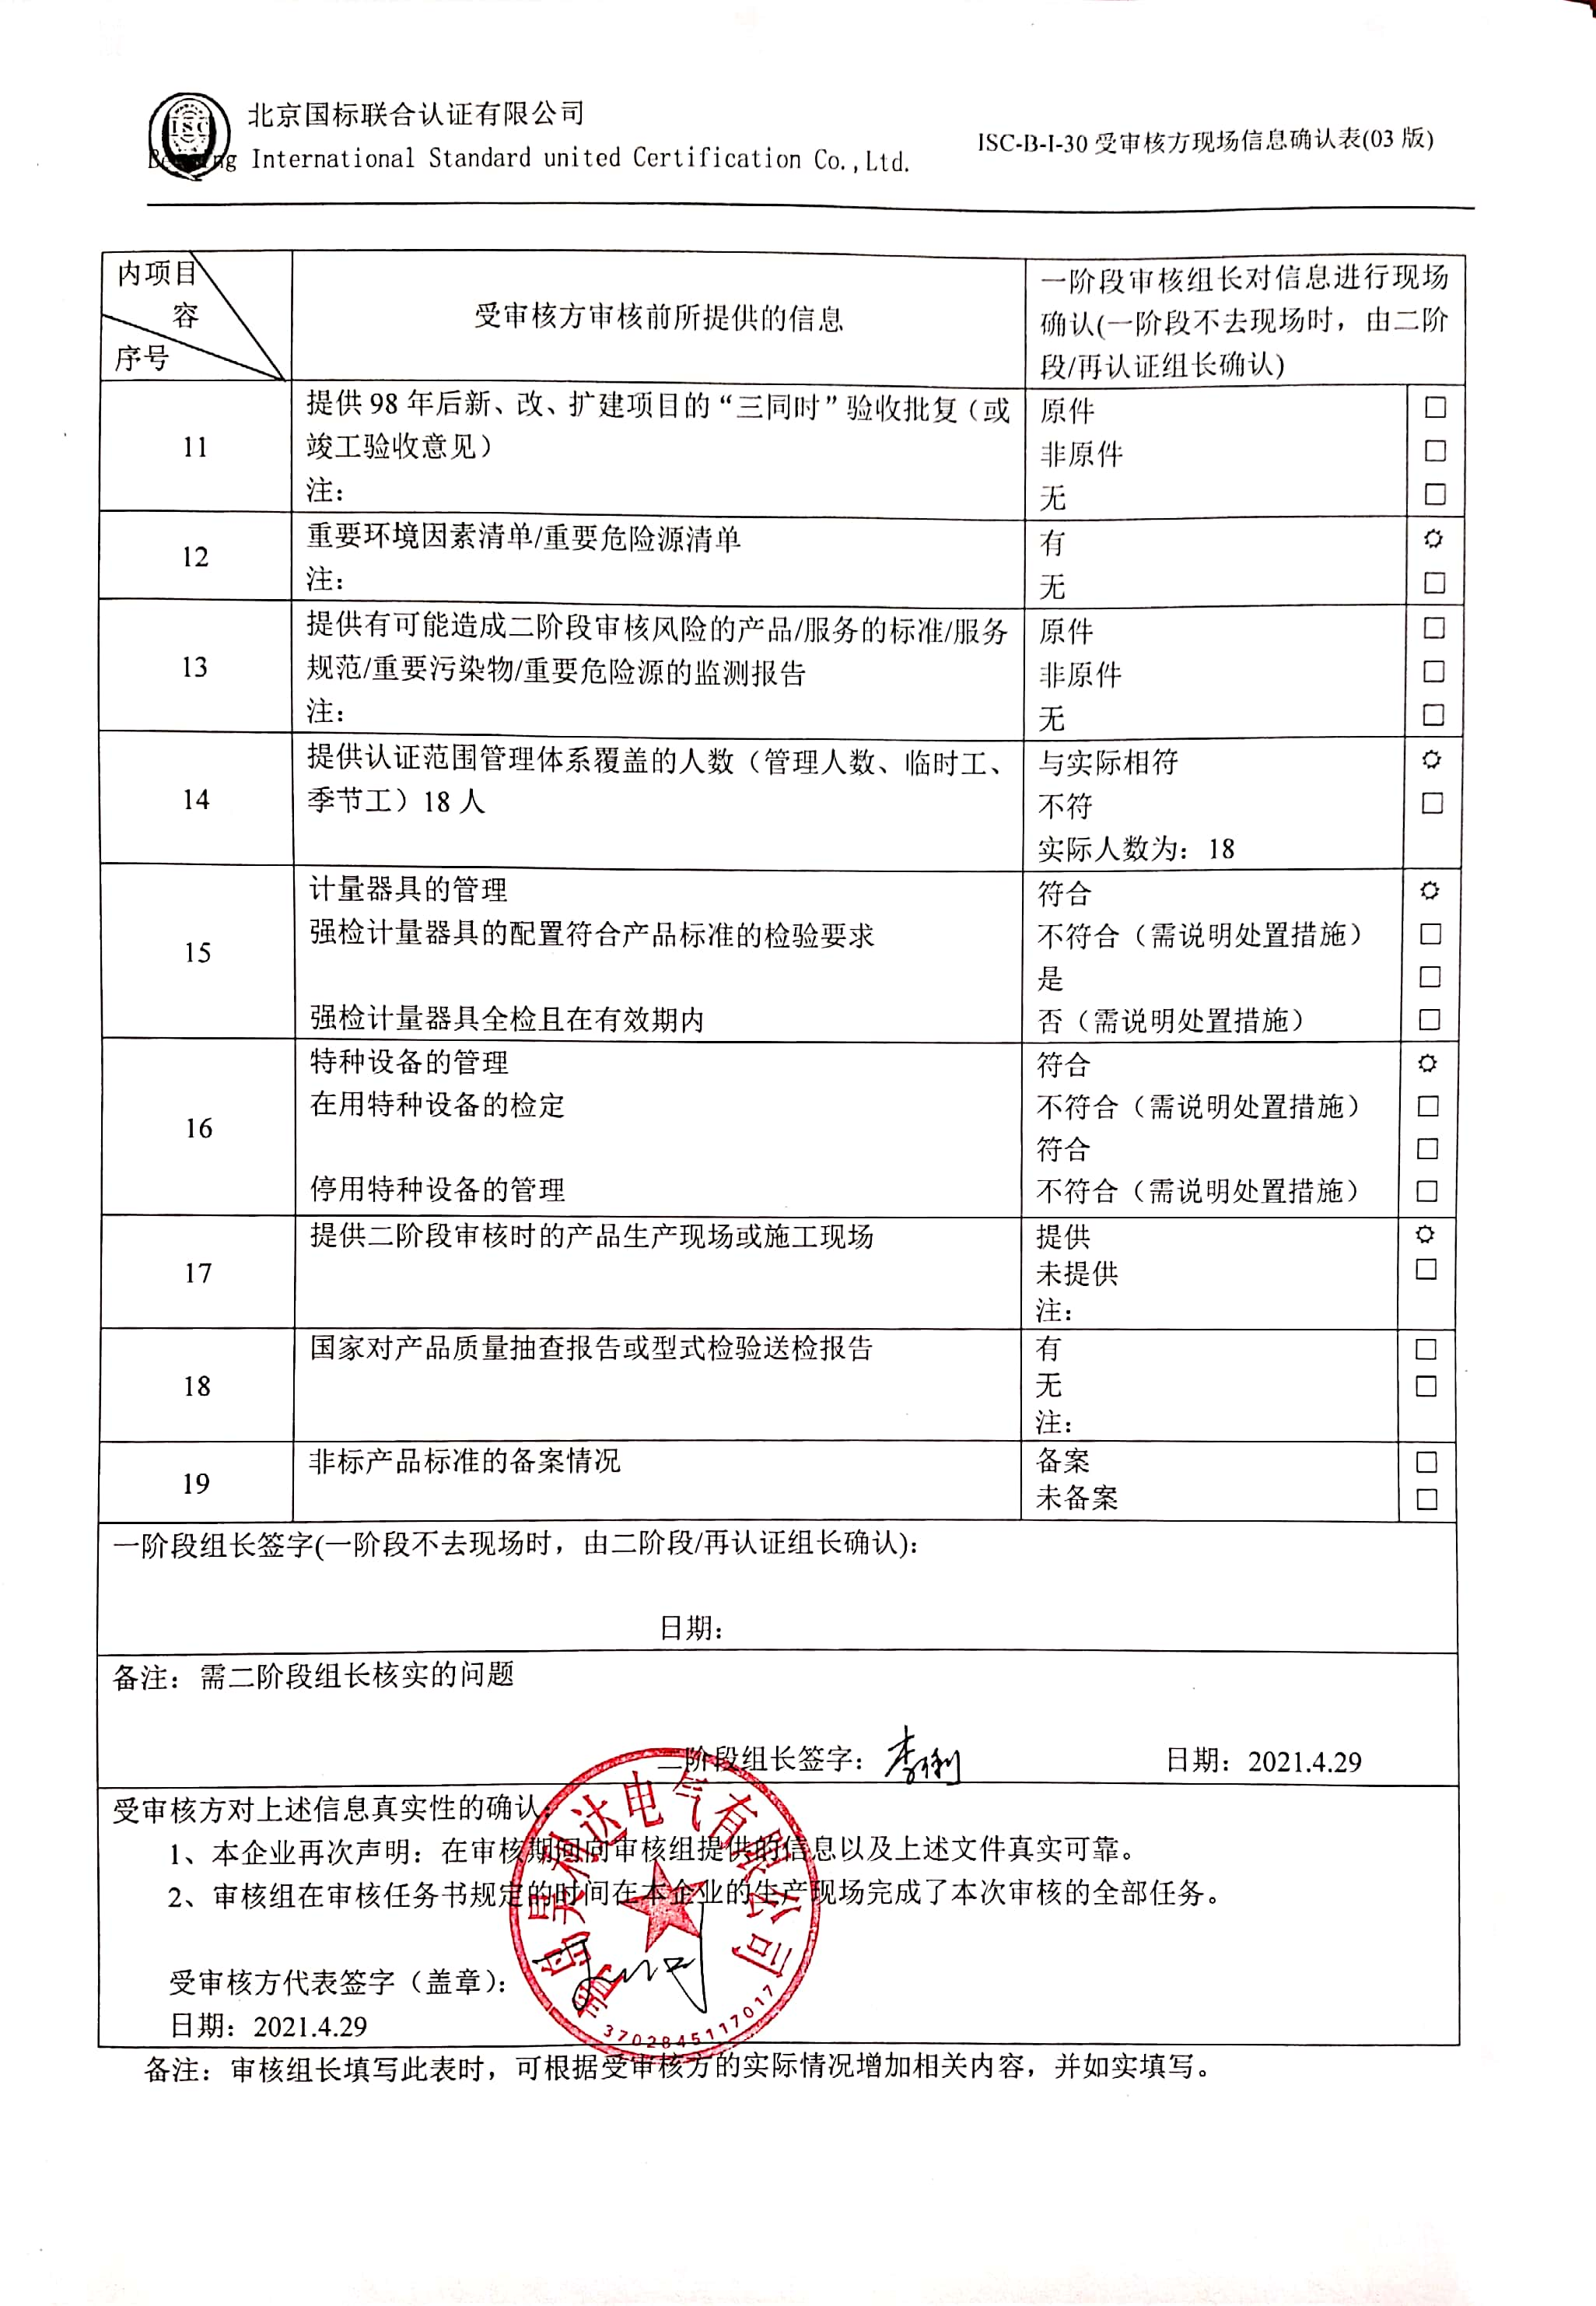 北京国标联合认证有限公司
ng International Standard united Certification Co.,Ltd.
ISC-B-I-30 受审核方现场信息确认表(03 版)
内项目
容
序号
受审核方审核前所提供的信息
一阶段审核组长对信息进行现场
确认(一阶段不去现场时，由二阶
段/再认证组长确认)
11
提供 98 年后新、改、扩建项目的“三同时”验收批复（或
竣工验收意见）
注：
原件 □
非原件 □
无 □
12
重要环境因素清单/重要危险源清单
注：
有 ✩
无 □
13
提供有可能造成二阶段审核风险的产品/服务的标准/服务
规范/重要污染物/重要危险源的监测报告
注：
原件 □
非原件 □
无 □
14
提供认证范围管理体系覆盖的人数（管理人数、临时工、
季节工）18 人
与实际相符 ✩
不符 □
实际人数为：18
15
计量器具的管理
强检计量器具的配置符合产品标准的检验要求
强检计量器具全检且在有效期内
符合 ✩
不符合（需说明处置措施） □
是 □
否（需说明处置措施） □
16
特种设备的管理
在用特种设备的检定
停用特种设备的管理
符合 ✩
不符合（需说明处置措施） □
符合 □
不符合（需说明处置措施） □
17
提供二阶段审核时的产品生产现场或施工现场
提供 ✩
未提供 □
注：
18
国家对产品质量抽查报告或型式检验送检报告
有 □
无 □
注：
19
非标产品标准的备案情况
备案 □
未备案 □
一阶段组长签字(一阶段不去现场时，由二阶段/再认证组长确认)：
日期：
备注：需二阶段组长核实的问题
二阶段组长签字： 李俐 日期：2021.4.29
受审核方对上述信息真实性的确认：
1、本企业再次声明：在审核期间向审核组提供的信息以及上述文件真实可靠。
2、审核组在审核任务书规定的时间在本企业的生产现场完成了本次审核的全部任务。
受审核方代表签字（盖章）：
日期：2021.4.29
利达电气有限公司
3702845117017
备注：审核组长填写此表时，可根据受审核方的实际情况增加相关内容，并如实填写。